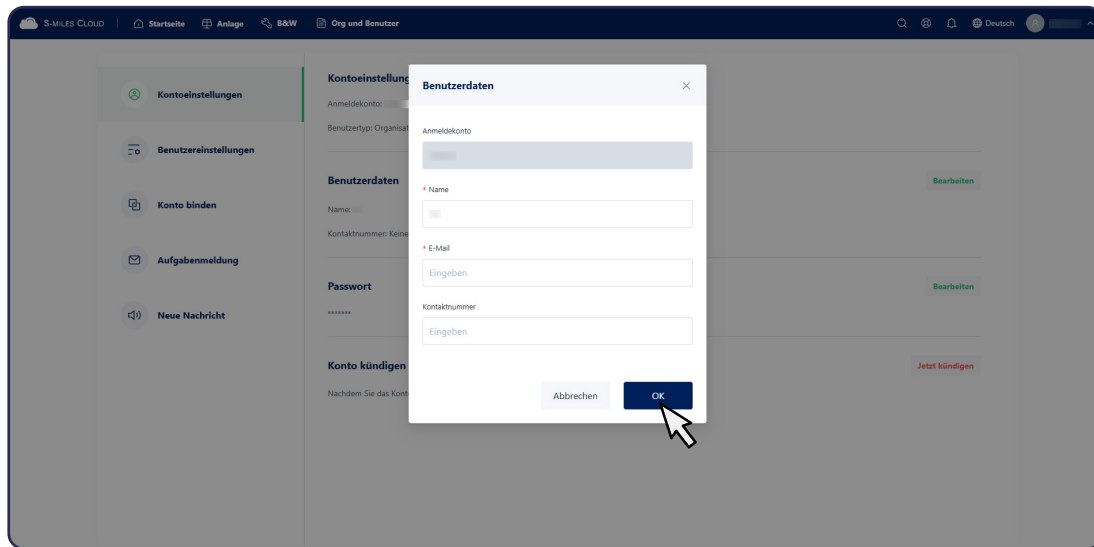 S-MILES CLOUD
Startseite
Anlage
B&W
Org und Benutzer
Deutsch
Kontoeinstellungen
Benutzereinstellungen
Konto binden
Aufgabenmeldung
Neue Nachricht
Kontoeinstellung
Anmeldekonto:
Benutzertyp: Organisat
Benutzerdaten
Bearbeiten
Name:
Kontaktnummer: Keine
Passwort
Bearbeiten
*******
Konto kündigen
Jetzt kündigen
Nachdem Sie das Kont
Benutzerdaten
Anmeldekonto
* Name
* E-Mail
Eingeben
Kontaktnummer
Eingeben
Abbrechen
OK